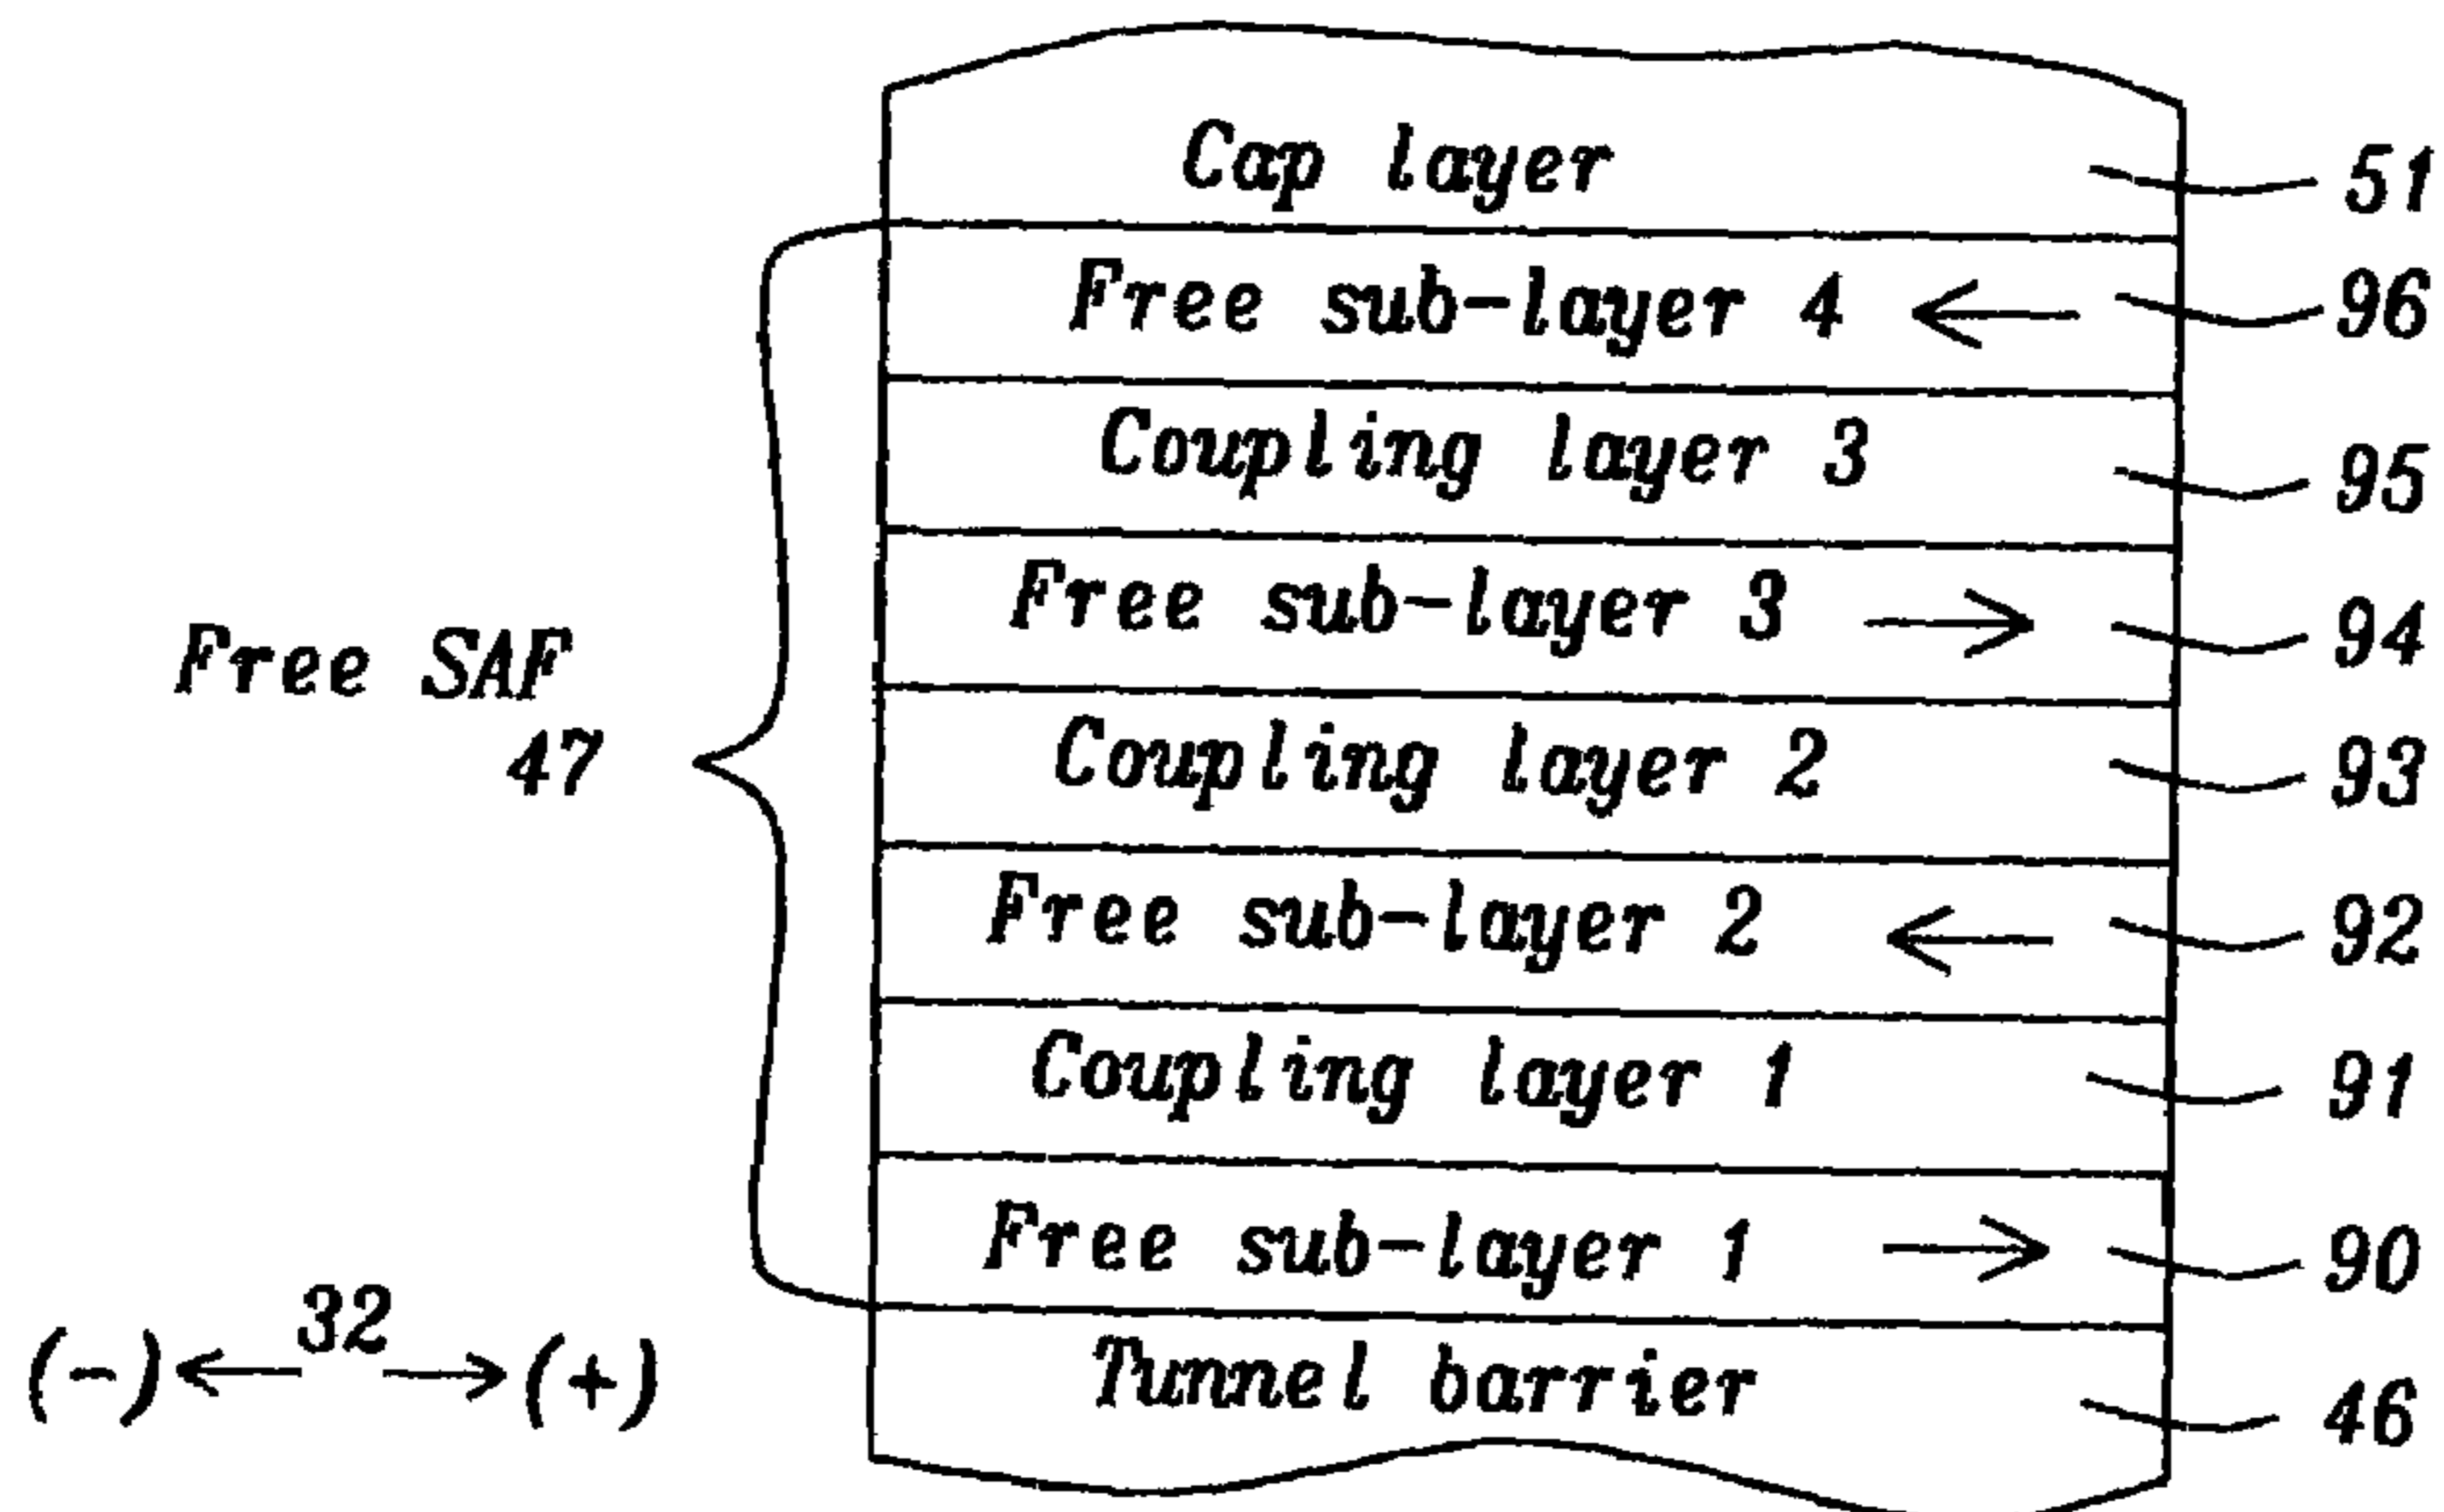 Cap layer 51
Free sub-layer 4 96
Coupling layer 3 95
Free sub-layer 3 94
Free SAF
47
Coupling layer 2 93
Free sub-layer 2 92
Coupling layer 1 91
Free sub-layer 1 90
(-) 32 (+)
Tunnel barrier 46